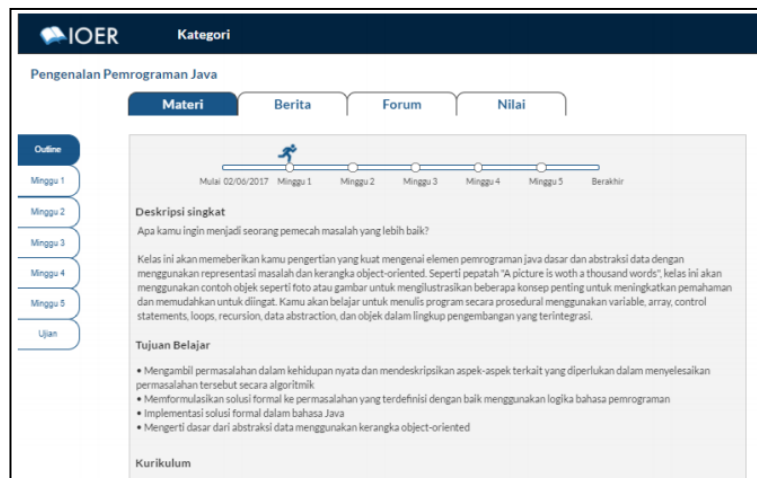 IOER Kategori
Pengenalan Pemrograman Java
Materi Berita Forum Nilai
Outline
Minggu 1
Minggu 2
Minggu 3
Minggu 4
Minggu 5
Ujian
Mulai 02/06/2017 Minggu 1 Minggu 2 Minggu 3 Minggu 4 Minggu 5 Berakhir
Deskripsi singkat
Apa kamu ingin menjadi seorang pemecah masalah yang lebih baik?
Kelas ini akan memeberikan kamu pengertian yang kuat mengenai elemen pemrograman java dasar dan abstraksi data dengan
menggunakan representasi masalah dan kerangka object-oriented. Seperti pepatah "A picture is woth a thousand words", kelas ini akan
menggunakan contoh objek seperti foto atau gambar untuk mengilustrasikan beberapa konsep penting untuk meningkatkan pemahaman
dan memudahkan untuk diingat. Kamu akan belajar untuk menulis program secara prosedural menggunakan variable, array, control
statements, loops, recursion, data abstraction, dan objek dalam lingkup pengembangan yang terintegrasi.
Tujuan Belajar
• Mengambil permasalahan dalam kehidupan nyata dan mendeskripsikan aspek-aspek terkait yang diperlukan dalam menyelesaikan
permasalahan tersebut secara algoritmik
• Memformulasikan solusi formal ke permasalahan yang terdefinisi dengan baik menggunakan logika bahasa pemrograman
• Implementasi solusi formal dalam bahasa Java
• Mengerti dasar dari abstraksi data menggunakan kerangka object-oriented
Kurikulum